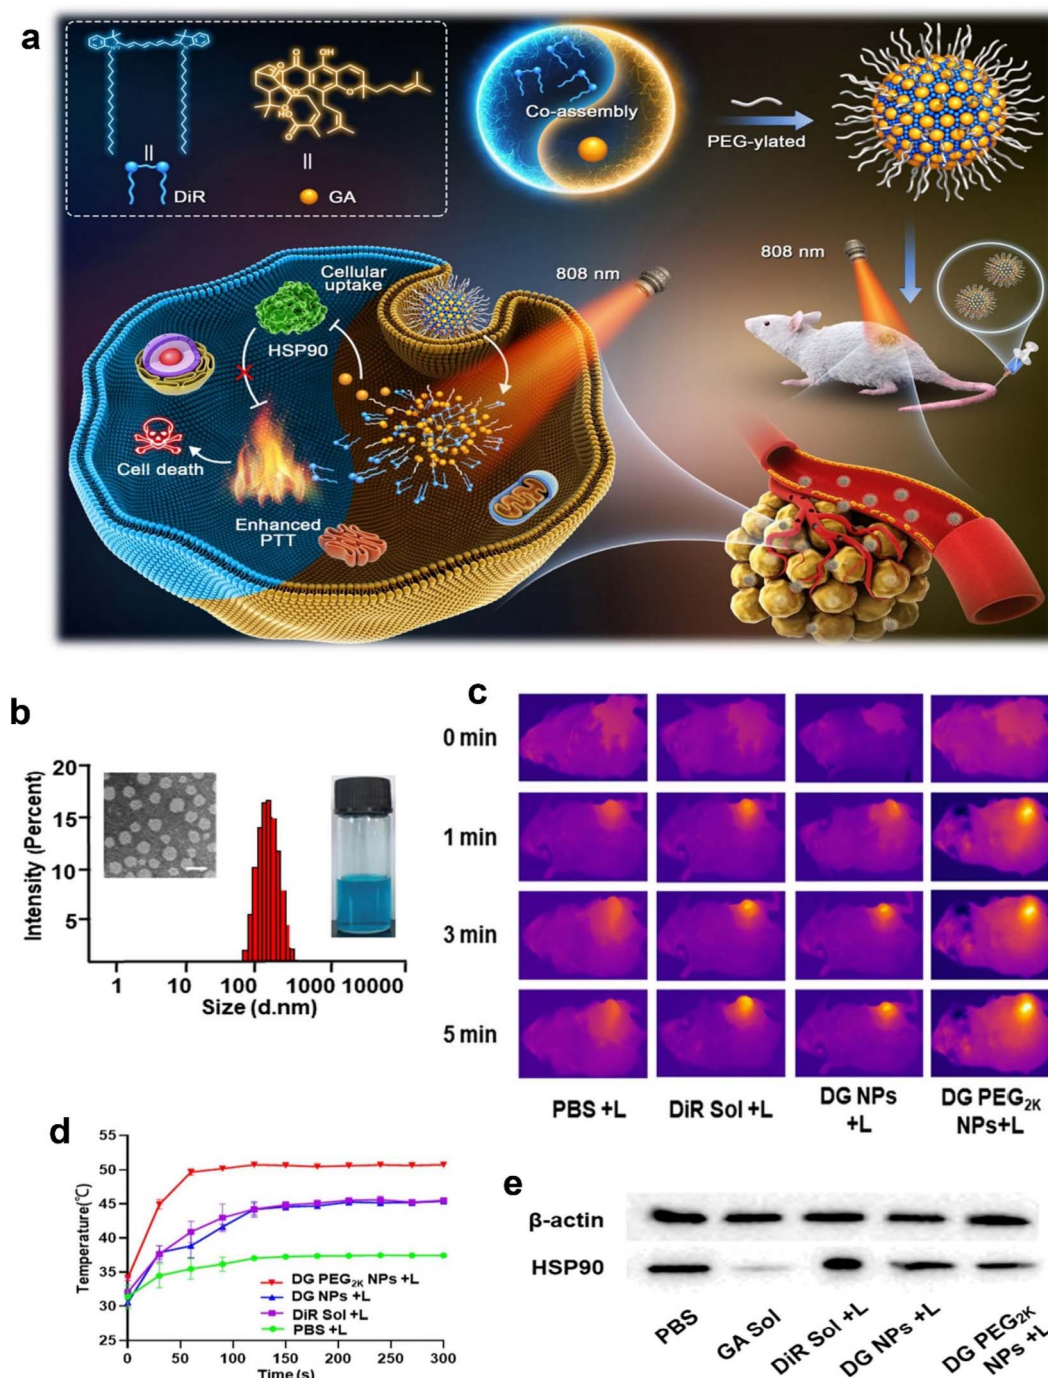 a
OH
O
O
O
HO
O
N
N
=
=
DiR
GA
Co-assembly
PEG-ylated
808 nm
808 nm
Cellular
uptake
HSP90
Cell death
Enhanced
PTT
b
20
15
10
5
Intensity (Percent)
1
10
100
1000
10000
Size (d.nm)
c
0 min
1 min
3 min
5 min
PBS +L
DiR Sol +L
DG NPs
+L
DG PEG2K
NPs+L
d
55
50
45
40
35
30
25
Temperature(℃)
DG PEG2K NPs +L
DG NPs +L
DiR Sol +L
PBS +L
0
50
100
150
200
250
300
Time (s)
e
β-actin
HSP90
PBS
GA Sol
DiR Sol +L
DG NPs +L
DG PEG2K
NPs +L